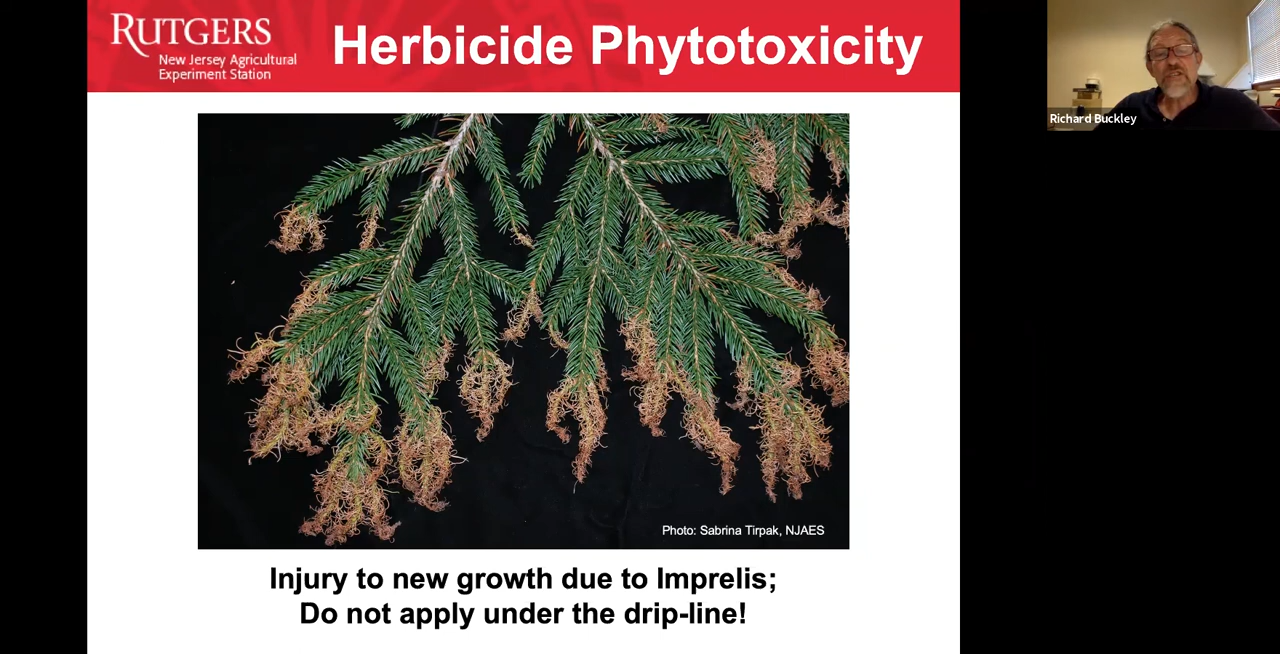 RUTGERS
New Jersey Agricultural
Experiment Station
Herbicide Phytotoxicity
Richard Buckley
Photo: Sabrina Tirpak, NJAES
Injury to new growth due to Imprelis;
Do not apply under the drip-line!